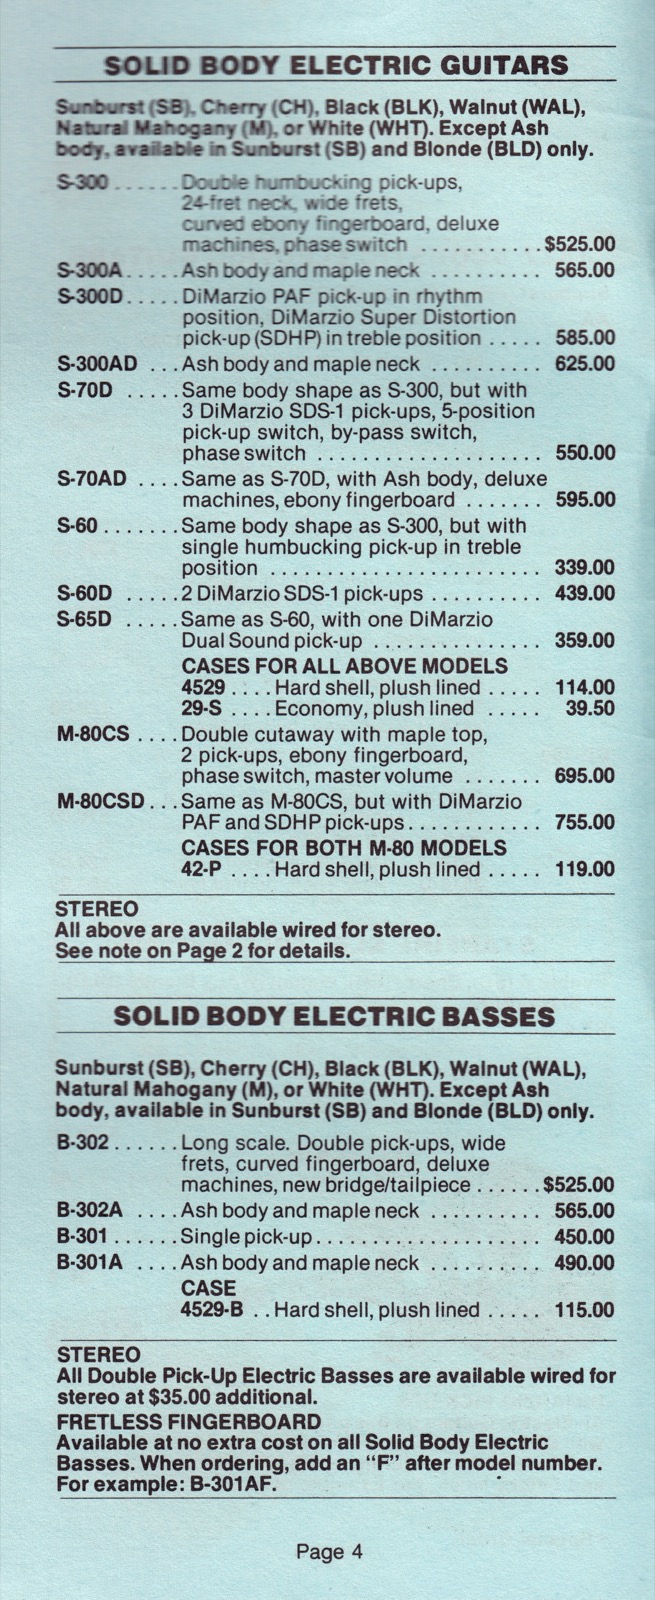 SOLID BODY ELECTRIC GUITARS
Sunburst (SB), Cherry (CH), Black (BLK), Walnut (WAL),
Natural Mahogany (M), or White (WHT). Except Ash
body, available in Sunburst (SB) and Blonde (BLD) only.
S-300 ...... Double humbucking pick-ups,
24-fret neck, wide frets,
curved ebony fingerboard, deluxe
machines, phase switch ........... $525.00
S-300A ..... Ash body and maple neck .......... 565.00
S-300D ..... DiMarzio PAF pick-up in rhythm
position, DiMarzio Super Distortion
pick-up (SDHP) in treble position ..... 585.00
S-300AD ... Ash body and maple neck .......... 625.00
S-70D ..... Same body shape as S-300, but with
3 DiMarzio SDS-1 pick-ups, 5-position
pick-up switch, by-pass switch,
phase switch ..................... 550.00
S-70AD .... Same as S-70D, with Ash body, deluxe
machines, ebony fingerboard ....... 595.00
S-60 ....... Same body shape as S-300, but with
single humbucking pick-up in treble
position ......................... 339.00
S-60D ..... 2 DiMarzio SDS-1 pick-ups .......... 439.00
S-65D ..... Same as S-60, with one DiMarzio
Dual Sound pick-up ............... 359.00
CASES FOR ALL ABOVE MODELS
4529 .... Hard shell, plush lined ..... 114.00
29-S .... Economy, plush lined ..... 39.50
M-80CS .... Double cutaway with maple top,
2 pick-ups, ebony fingerboard,
phase switch, master volume ....... 695.00
M-80CSD ... Same as M-80CS, but with DiMarzio
PAF and SDHP pick-ups ............ 755.00
CASES FOR BOTH M-80 MODELS
42-P .... Hard shell, plush lined ..... 119.00
STEREO
All above are available wired for stereo.
See note on Page 2 for details.
SOLID BODY ELECTRIC BASSES
Sunburst (SB), Cherry (CH), Black (BLK), Walnut (WAL),
Natural Mahogany (M), or White (WHT). Except Ash
body, available in Sunburst (SB) and Blonde (BLD) only.
B-302 ...... Long scale. Double pick-ups, wide
frets, curved fingerboard, deluxe
machines, new bridge/tailpiece ...... $525.00
B-302A .... Ash body and maple neck .......... 565.00
B-301 ...... Single pick-up ..................... 450.00
B-301A .... Ash body and maple neck .......... 490.00
CASE
4529-B .. Hard shell, plush lined ..... 115.00
STEREO
All Double Pick-Up Electric Basses are available wired for
stereo at $35.00 additional.
FRETLESS FINGERBOARD
Available at no extra cost on all Solid Body Electric
Basses. When ordering, add an “F” after model number.
For example: B-301AF.
Page 4